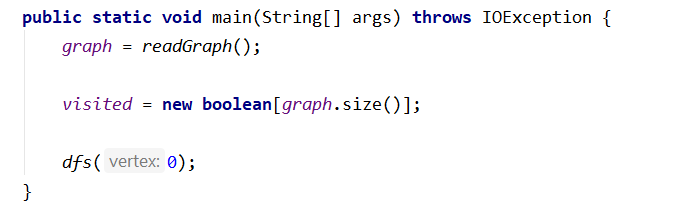 public static void main(String[] args) throws IOException {
graph = readGraph();
visited = new boolean[graph.size()];
dfs( vertex: 0);
}